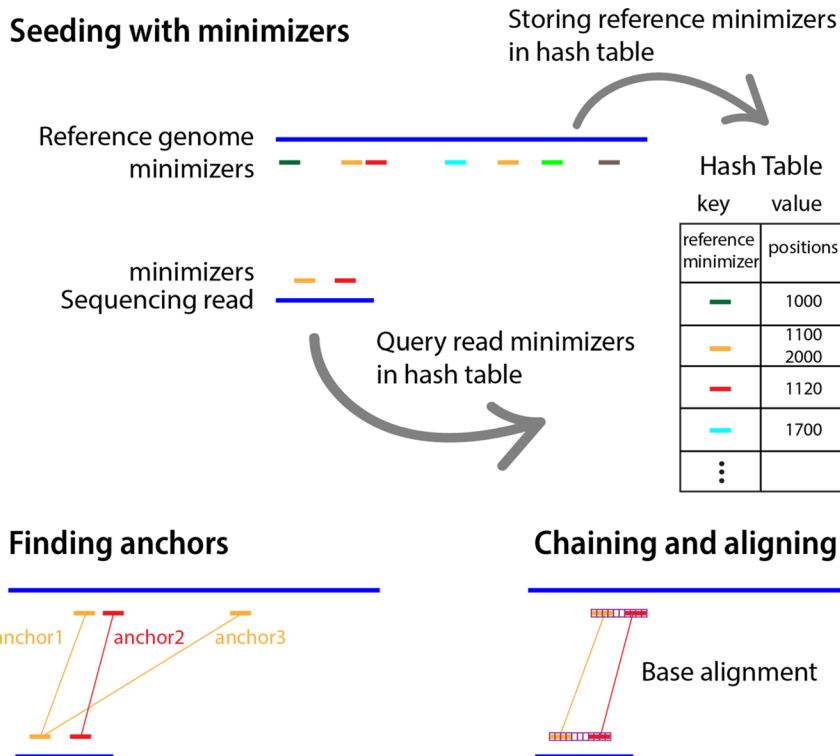 Seeding with minimizers
Storing reference minimizers
in hash table
Reference genome
minimizers
Hash Table
key value
reference
minimizer
positions
1000
1100
2000
1120
1700
minimizers
Sequencing read
Query read minimizers
in hash table
Finding anchors
nchor1 anchor2 anchor3
Chaining and aligning
Base alignment